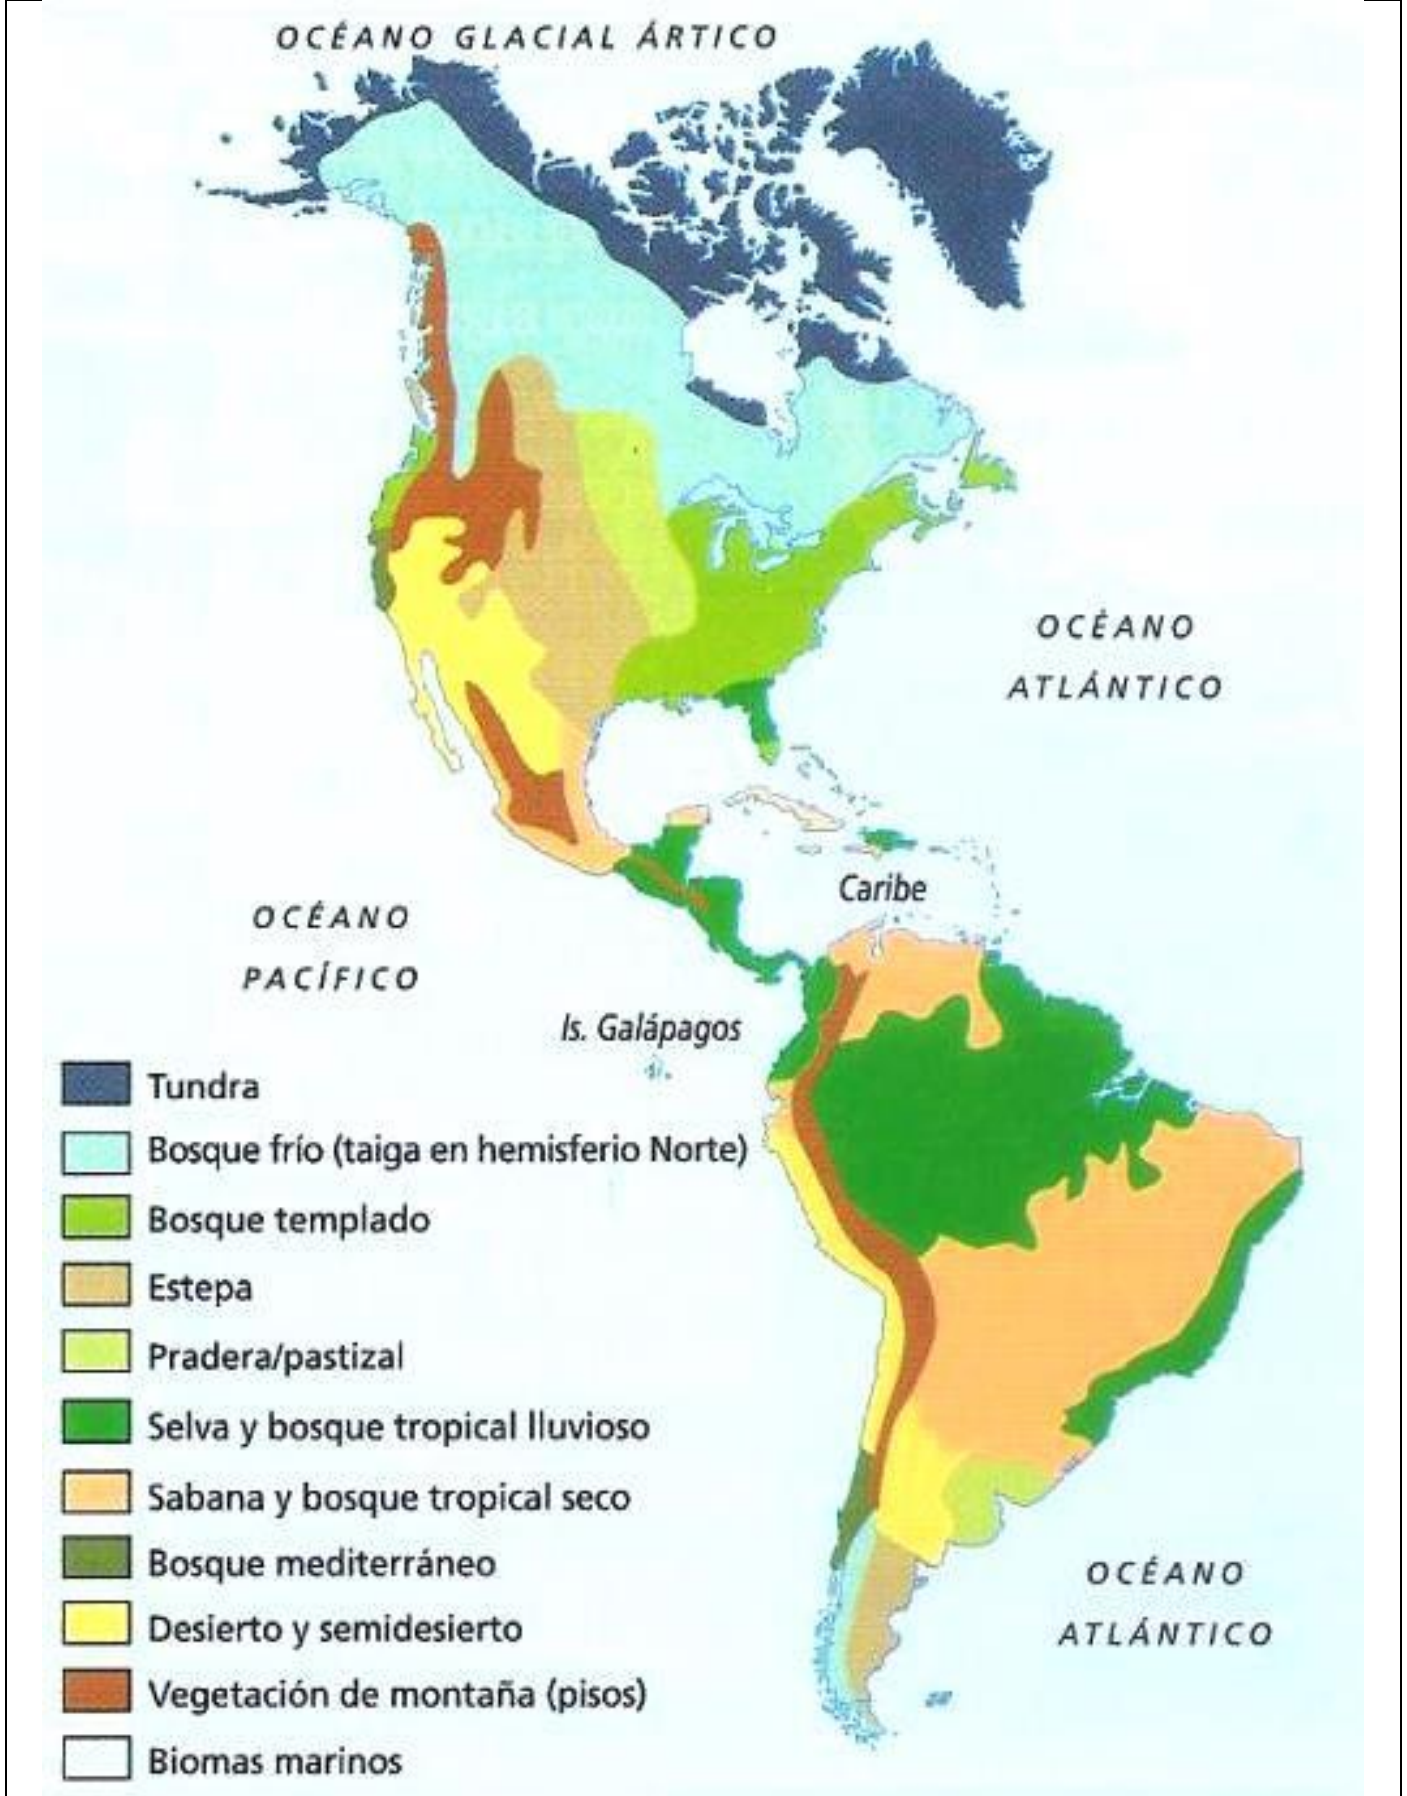 OCÉANO GLACIAL ÁRTICO
OCÉANO
ATLÁNTICO
Caribe
OCÉANO
PACÍFICO
Is. Galápagos
Tundra
Bosque frío (taiga en hemisferio Norte)
Bosque templado
Estepa
Pradera/pastizal
Selva y bosque tropical lluvioso
Sabana y bosque tropical seco
Bosque mediterráneo
Desierto y semidesierto
Vegetación de montaña (pisos)
Biomas marinos
OCÉANO
ATLÁNTICO